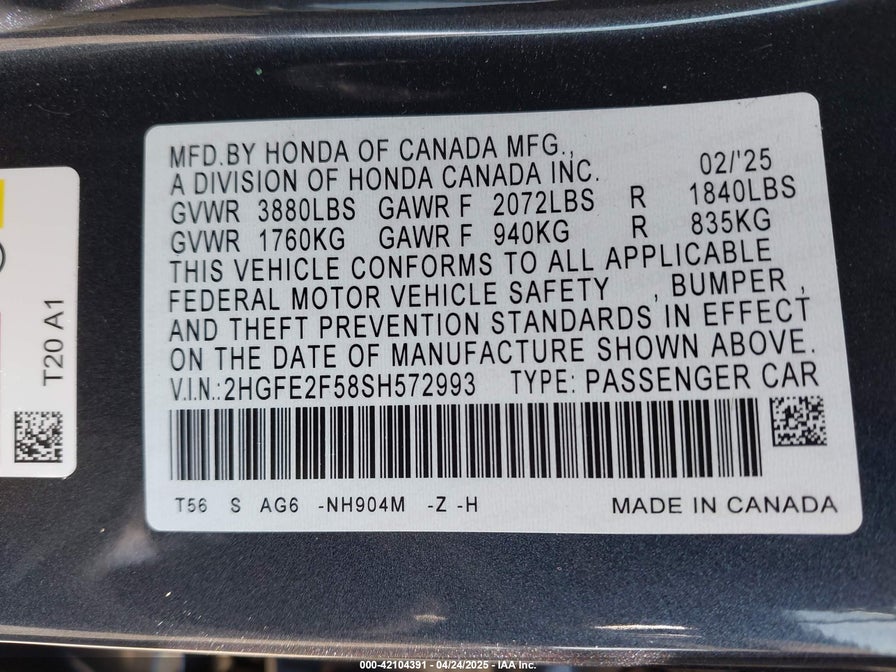 MFD.BY HONDA OF CANADA MFG.,
A DIVISION OF HONDA CANADA INC. 02/'25
GVWR 3880LBS GAWR F 2072LBS R 1840LBS
GVWR 1760KG GAWR F 940KG R 835KG
THIS VEHICLE CONFORMS TO ALL APPLICABLE
FEDERAL MOTOR VEHICLE SAFETY , BUMPER ,
AND THEFT PREVENTION STANDARDS IN EFFECT
ON THE DATE OF MANUFACTURE SHOWN ABOVE.
V.I.N.:2HGFE2F58SH572993 TYPE: PASSENGER CAR
T56 S AG6 -NH904M -Z -H MADE IN CANADA
T20 A1
000-42104391 - 04/24/2025 - IAA Inc.